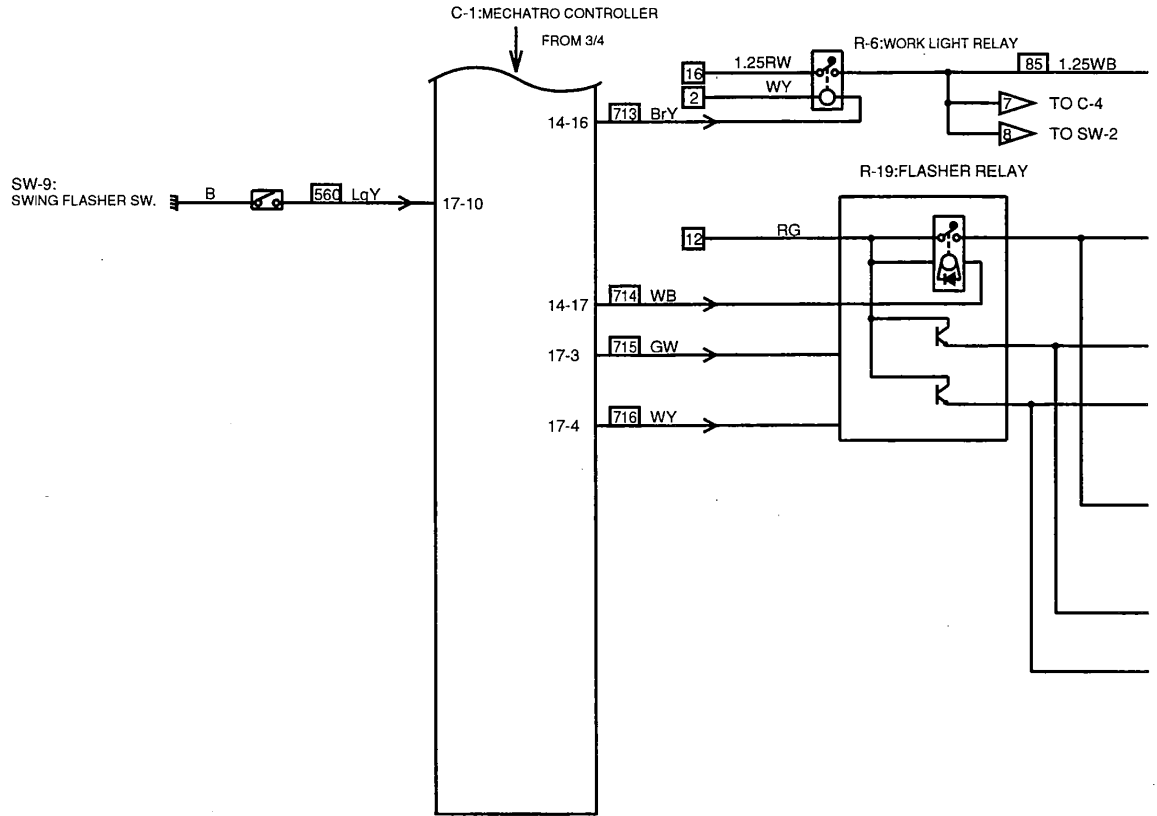 C-1:MECHATRO CONTROLLER
FROM 3/4
R-6:WORK LIGHT RELAY
16 1.25RW
85 1.25WB
2 WY
7 TO C-4
14-16 713 BrY
8 TO SW-2
R-19:FLASHER RELAY
SW-9:
SWING FLASHER SW.
B 560 LqY 17-10
12 RG
14-17 714 WB
17-3 715 GW
17-4 716 WY